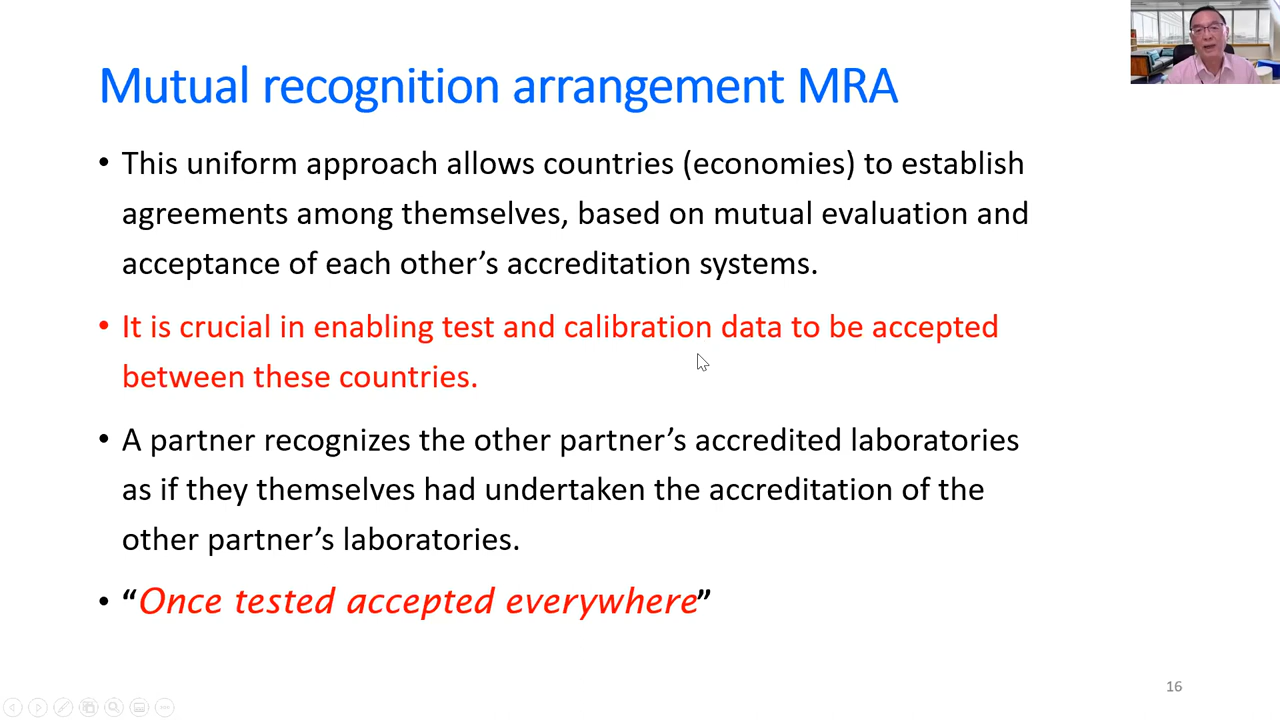 Mutual recognition arrangement MRA
• This uniform approach allows countries (economies) to establish
agreements among themselves, based on mutual evaluation and
acceptance of each other’s accreditation systems.
• It is crucial in enabling test and calibration data to be accepted
between these countries.
• A partner recognizes the other partner’s accredited laboratories
as if they themselves had undertaken the accreditation of the
other partner’s laboratories.
• “Once tested accepted everywhere”
16